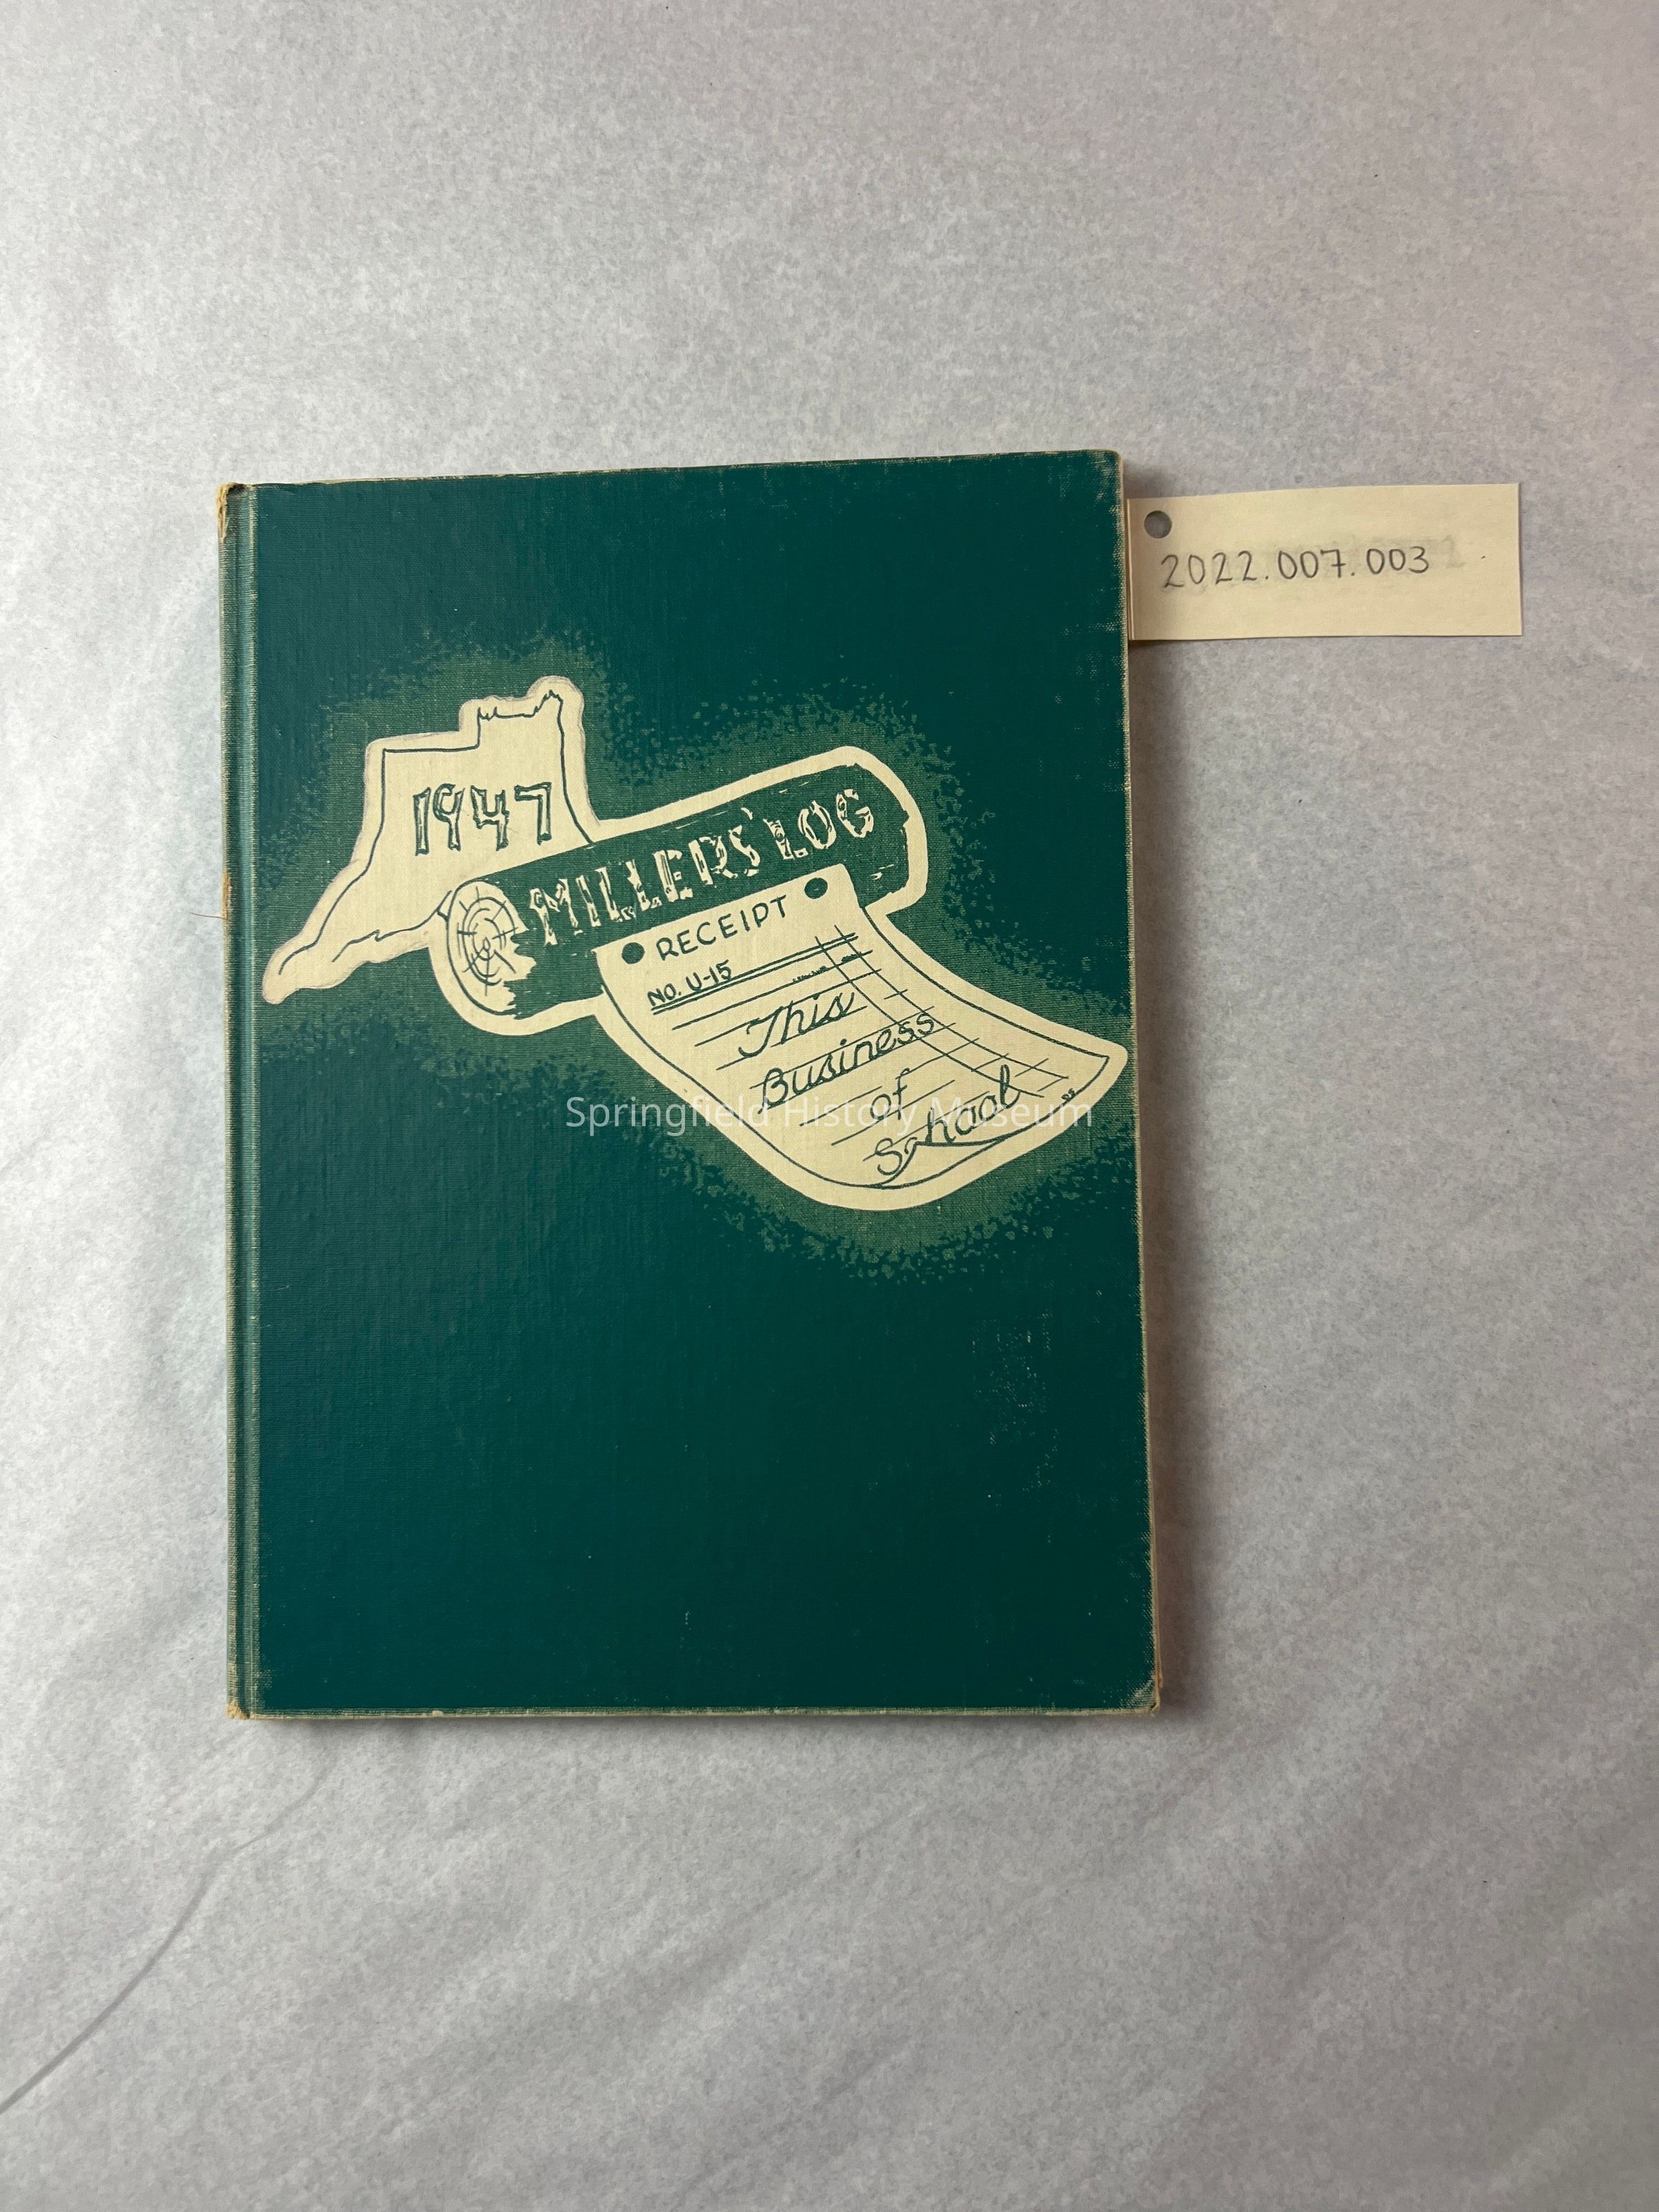 2022.007.003
1947
MILLERS' LOG
RECEIPT
NO. U-15
This
Business
of
School
Springfield History Museum